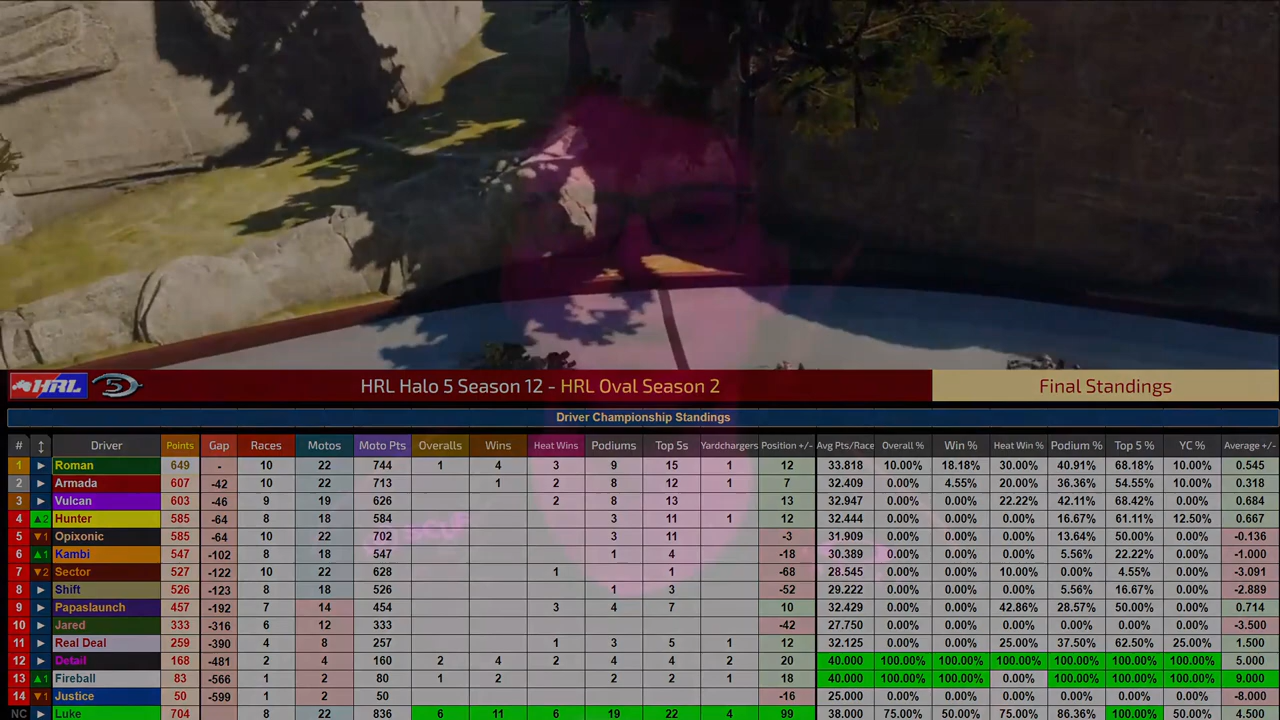 HRL 5 HRL Halo 5 Season 12 - HRL Oval Season 2 Final Standings
Driver Championship Standings
# ↕ Driver Points Gap Races Motos Moto Pts Overalls Wins Heat Wins Podiums Top 5s Yardchargers Position +/- Avg Pts/Race Overall % Win % Heat Win % Podium % Top 5 % YC % Average +/-
1 ▶ Roman 649 - 10 22 744 1 4 3 9 15 1 12 33.818 10.00% 18.18% 30.00% 40.91% 68.18% 10.00% 0.545
2 ▶ Armada 607 -42 10 22 713 1 2 8 12 1 7 32.409 0.00% 4.55% 20.00% 36.36% 54.55% 10.00% 0.318
3 ▶ Vulcan 603 -46 9 19 626 2 8 13 13 32.947 0.00% 0.00% 22.22% 42.11% 68.42% 0.00% 0.684
4 ▲2 Hunter 585 -64 8 18 584 3 11 1 12 32.444 0.00% 0.00% 0.00% 16.67% 61.11% 12.50% 0.667
5 ▼1 Opixonic 585 -64 10 22 702 3 11 -3 31.909 0.00% 0.00% 0.00% 13.64% 50.00% 0.00% -0.136
6 ▲1 Kambi 547 -102 8 18 547 1 4 -18 30.389 0.00% 0.00% 0.00% 5.56% 22.22% 0.00% -1.000
7 ▼2 Sector 527 -122 10 22 628 1 1 -68 28.545 0.00% 0.00% 10.00% 0.00% 4.55% 0.00% -3.091
8 ▶ Shift 526 -123 8 18 526 1 3 -52 29.222 0.00% 0.00% 0.00% 5.56% 16.67% 0.00% -2.889
9 ▶ Papaslaunch 457 -192 7 14 454 3 4 7 10 32.429 0.00% 0.00% 42.86% 28.57% 50.00% 0.00% 0.714
10 ▶ Jared 333 -316 6 12 333 -42 27.750 0.00% 0.00% 0.00% 0.00% 0.00% 0.00% -3.500
11 ▶ Real Deal 259 -390 4 8 257 1 3 5 1 12 32.125 0.00% 0.00% 25.00% 37.50% 62.50% 25.00% 1.500
12 ▶ Detail 168 -481 2 4 160 2 4 2 4 4 2 20 40.000 100.00% 100.00% 100.00% 100.00% 100.00% 100.00% 5.000
13 ▲1 Fireball 83 -566 1 2 80 1 2 2 2 1 18 40.000 100.00% 100.00% 0.00% 100.00% 100.00% 100.00% 9.000
14 ▼1 Justice 50 -599 1 2 50 -16 25.000 0.00% 0.00% 0.00% 0.00% 0.00% 0.00% -8.000
NC ▶ Luke 704 8 22 836 6 11 6 19 22 4 99 38.000 75.00% 50.00% 75.00% 86.36% 100.00% 50.00% 4.500